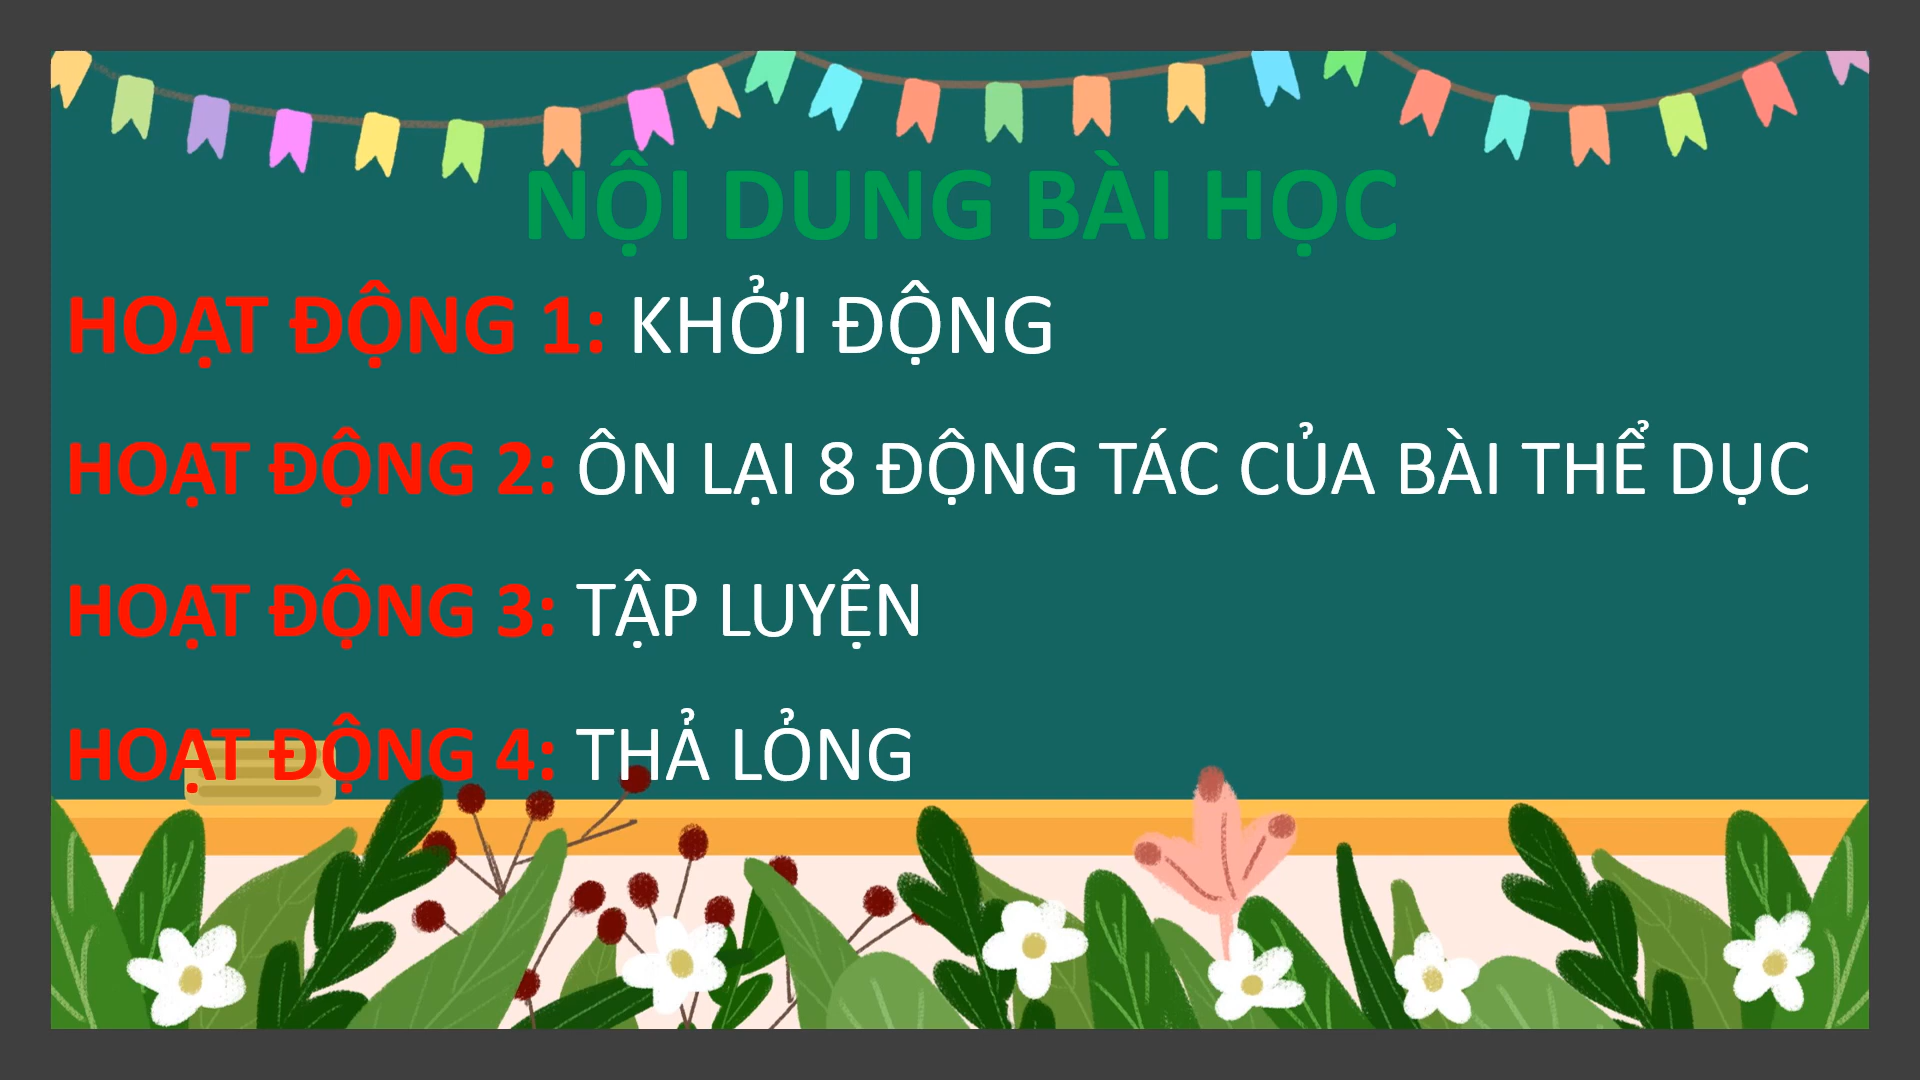 NỘI DUNG BÀI HỌC
HOẠT ĐỘNG 1: KHỞI ĐỘNG
HOẠT ĐỘNG 2: ÔN LẠI 8 ĐỘNG TÁC CỦA BÀI THỂ DỤC
HOẠT ĐỘNG 3: TẬP LUYỆN
HOẠT ĐỘNG 4: THẢ LỎNG